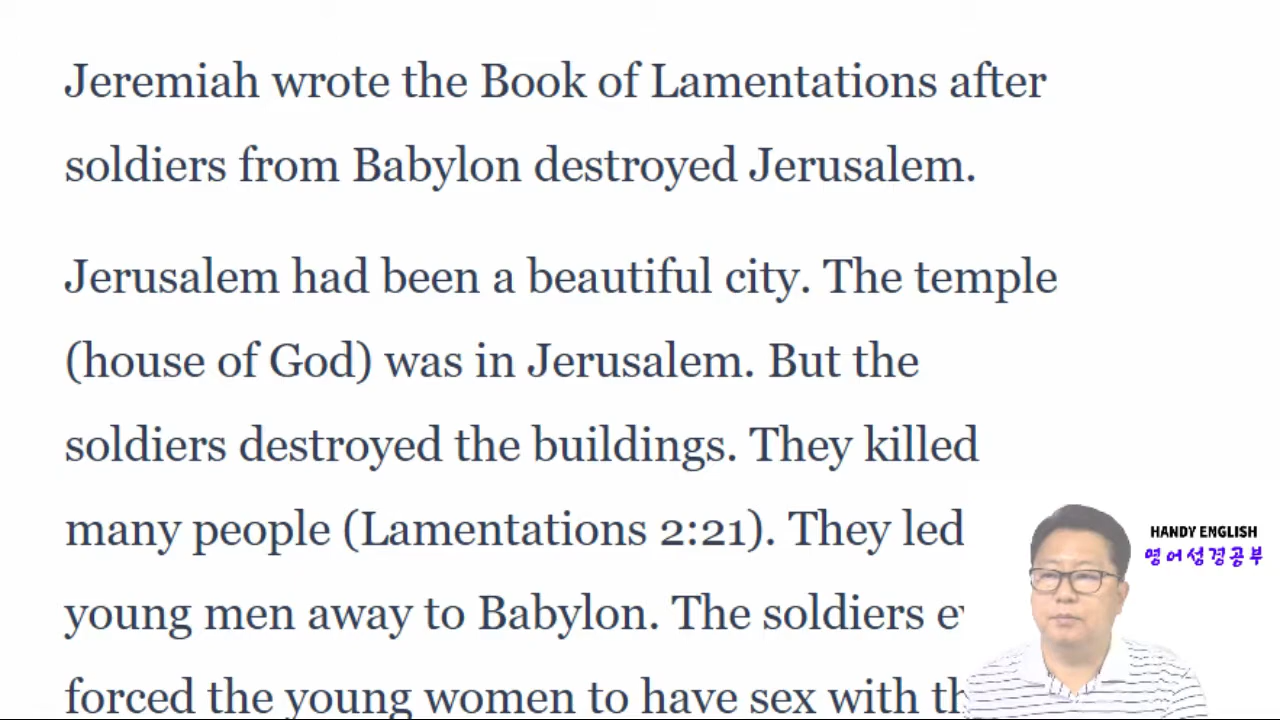 Jeremiah wrote the Book of Lamentations after
soldiers from Babylon destroyed Jerusalem.
Jerusalem had been a beautiful city. The temple
(house of God) was in Jerusalem. But the
soldiers destroyed the buildings. They killed
many people (Lamentations 2:21). They led
young men away to Babylon. The soldiers
forced the young women to have sex with
HANDY ENGLISH
영어성경공부